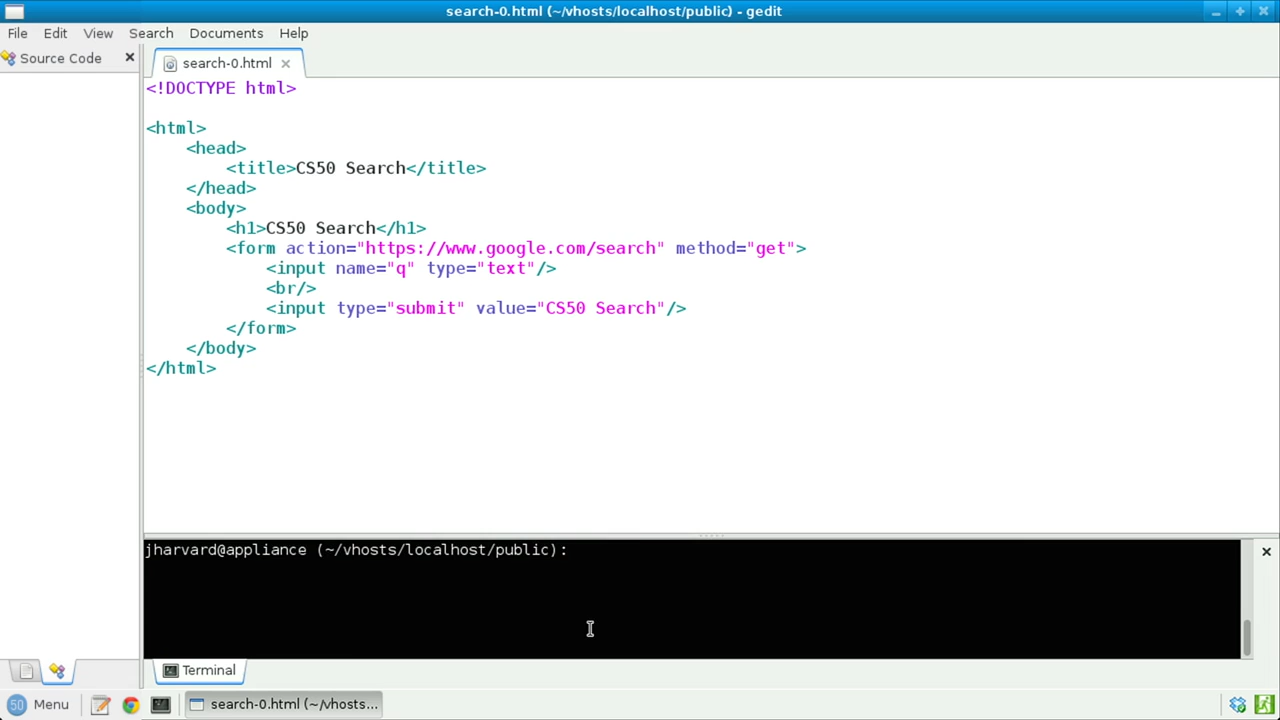 search-0.html (~/vhosts/localhost/public) - gedit
File Edit View Search Documents Help
Source Code
search-0.html
<!DOCTYPE html>
<html>
<head>
<title>CS50 Search</title>
</head>
<body>
<h1>CS50 Search</h1>
<form action="https://www.google.com/search" method="get">
<input name="q" type="text"/>
<br/>
<input type="submit" value="CS50 Search"/>
</form>
</body>
</html>
jharvard@appliance (~/vhosts/localhost/public):
Terminal
50 Menu search-0.html (~/vhosts...